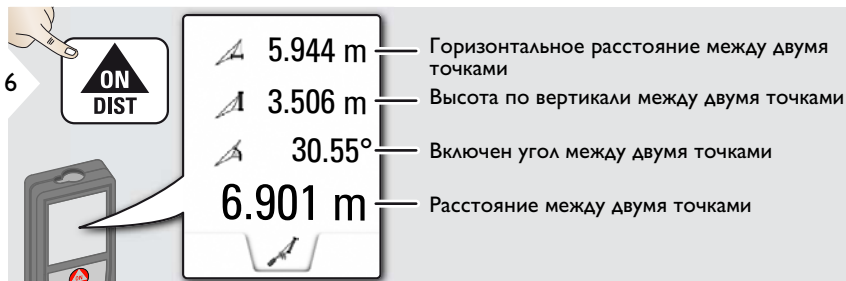 6
ON
DIST
5.944 m
Горизонтальное расстояние между двумя
точками
3.506 m
Высота по вертикали между двумя точками
30.55°
Включен угол между двумя точками
6.901 m
Расстояние между двумя точками
ON